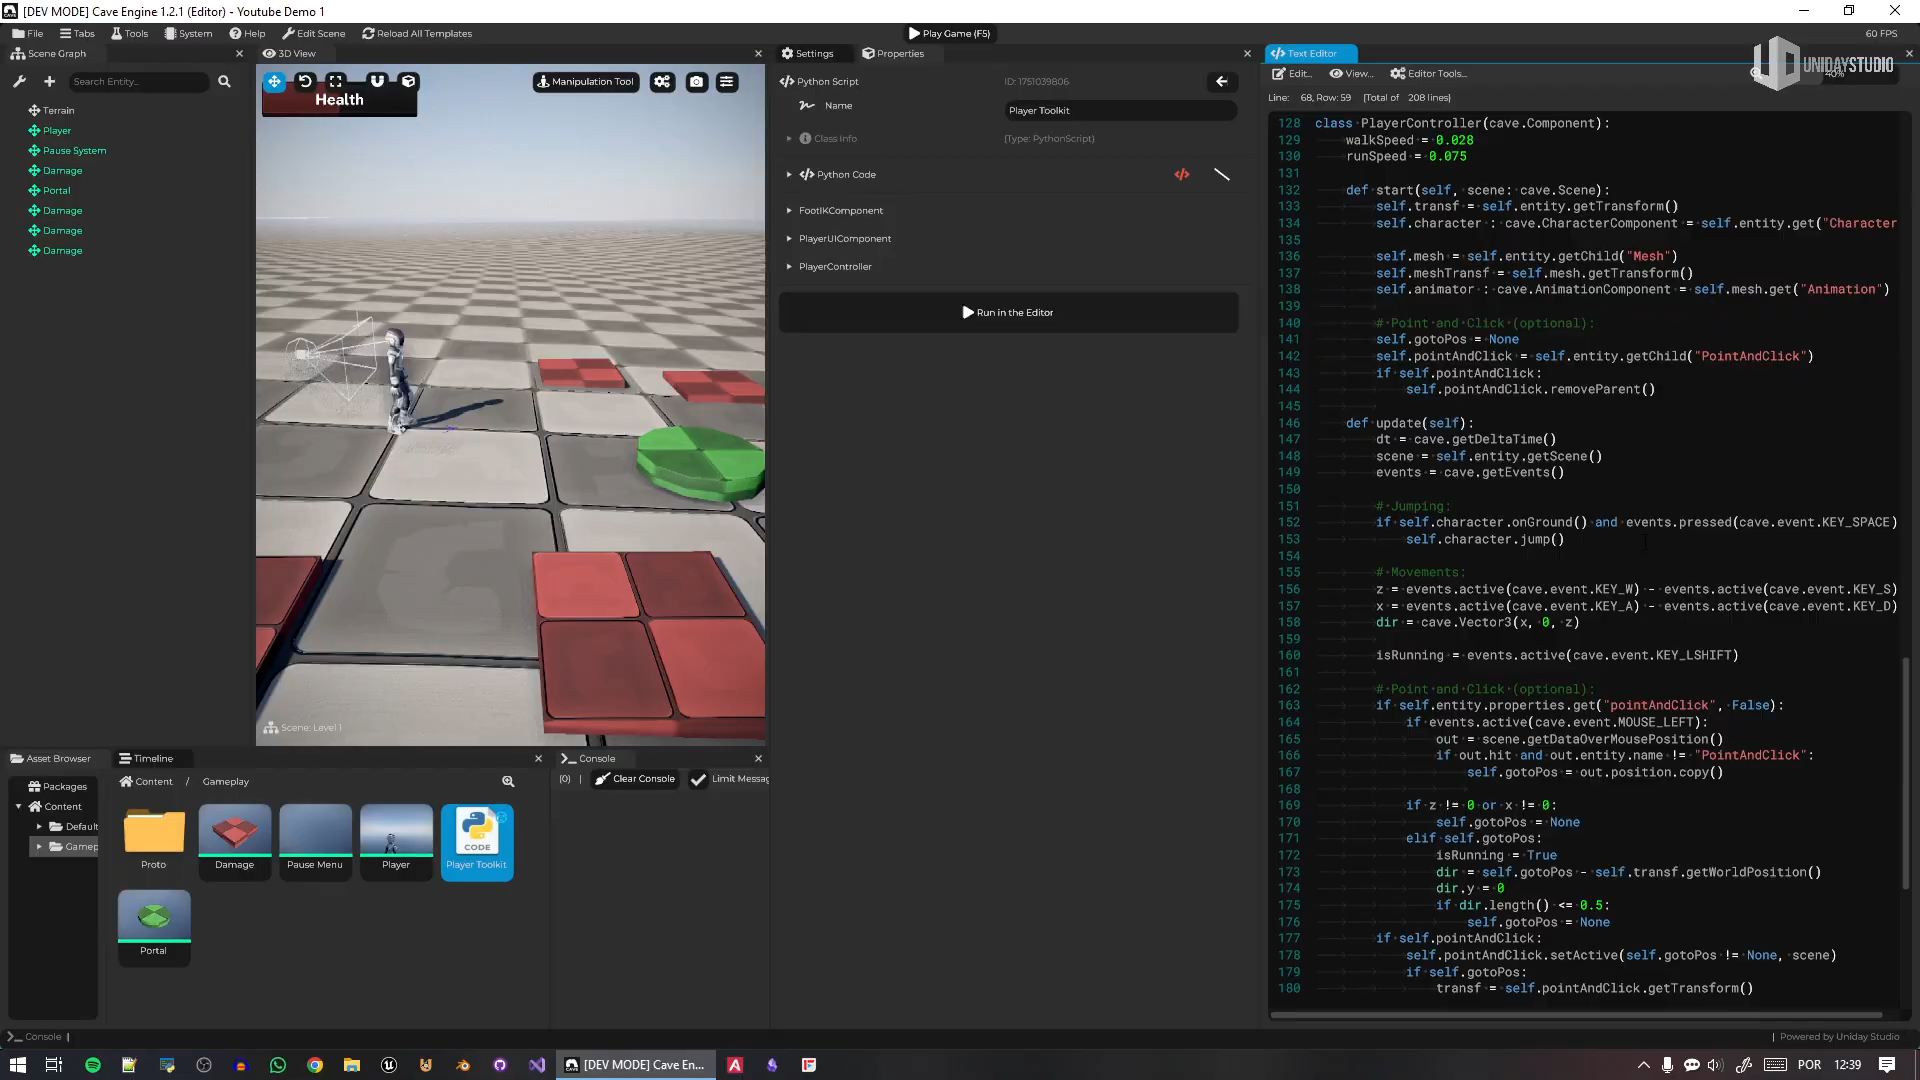 [DEV MODE] Cave Engine 1.2.1 (Editor) - Youtube Demo 1
File Tabs Tools System Help Edit Scene Reload All Templates
Play Game (F5)
60 FPS
Scene Graph
Search Entity...
Terrain
Player
Pause System
Damage
Portal
Damage
Damage
Damage
3D View
Manipulation Tool
Health
Scene: Level 1
Settings Properties
Python Script ID: 1751039806
Name Player Toolkit
Class Info (Type: PythonScript)
Python Code
FootIKComponent
PlayerUIComponent
PlayerController
Run in the Editor
Text Editor
Edit... View... Editor Tools... 40%
UNIDAYSTUDIO
Line: 68, Row: 59 [Total of 208 lines]
128 class PlayerController(cave.Component):
129 walkSpeed = 0.028
130 runSpeed = 0.075
131
132 def start(self, scene: cave.Scene):
133 self.transf = self.entity.getTransform()
134 self.character : cave.CharacterComponent = self.entity.get("Character
135
136 self.mesh = self.entity.getChild("Mesh")
137 self.meshTransf = self.mesh.getTransform()
138 self.animator : cave.AnimationComponent = self.mesh.get("Animation")
139
140 # Point and Click (optional):
141 self.gotoPos = None
142 self.pointAndClick = self.entity.getChild("PointAndClick")
143 if self.pointAndClick:
144 self.pointAndClick.removeParent()
145
146 def update(self):
147 dt = cave.getDeltaTime()
148 scene = self.entity.getScene()
149 events = cave.getEvents()
150
151 # Jumping:
152 if self.character.onGround() and events.pressed(cave.event.KEY_SPACE)
153 self.character.jump()
154
155 # Movements:
156 z = events.active(cave.event.KEY_W) - events.active(cave.event.KEY_S)
157 x = events.active(cave.event.KEY_A) - events.active(cave.event.KEY_D)
158 dir = cave.Vector3(x, 0, z)
159
160 isRunning = events.active(cave.event.KEY_LSHIFT)
161
162 # Point and Click (optional):
163 if self.entity.properties.get("pointAndClick", False):
164 if events.active(cave.event.MOUSE_LEFT):
165 out = scene.getDataOverMousePosition()
166 if out.hit and out.entity.name != "PointAndClick":
167 self.gotoPos = out.position.copy()
168
169 if z != 0 or x != 0:
170 self.gotoPos = None
171 elif self.gotoPos:
172 isRunning = True
173 dir = self.gotoPos - self.transf.getWorldPosition()
174 dir.y = 0
175 if dir.length() <= 0.5:
176 self.gotoPos = None
177 if self.pointAndClick:
178 self.pointAndClick.setActive(self.gotoPos != None, scene)
179 if self.gotoPos:
180 transf = self.pointAndClick.getTransform()
Asset Browser Timeline
Packages
Content
Default
Gamep
Content / Gameplay
Proto
Damage
Pause Menu
Player
CODE
Player Toolkit
Portal
Console
(0) | Clear Console Limit Messag
Console |
| Powered by Uniday Studio
[DEV MODE] Cave En...
POR 12:39